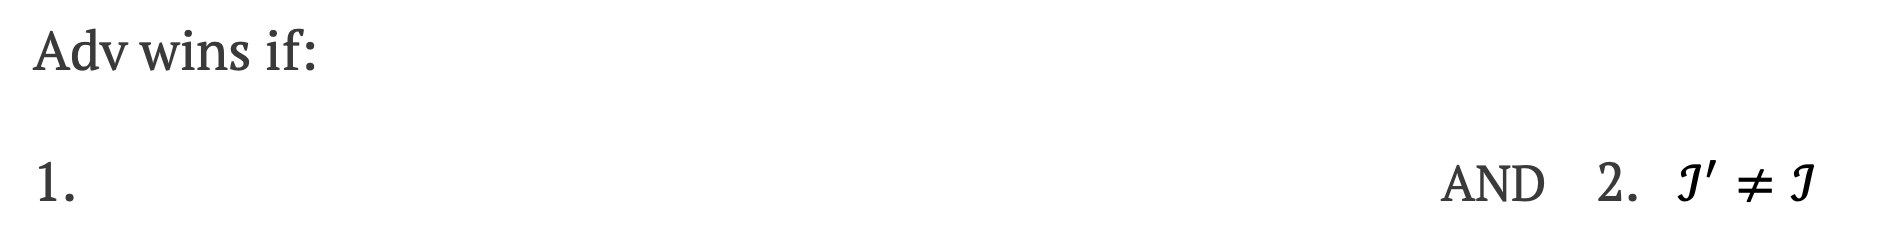 Adv wins if:
1. AND 2. ℐ′ ≠ ℐ